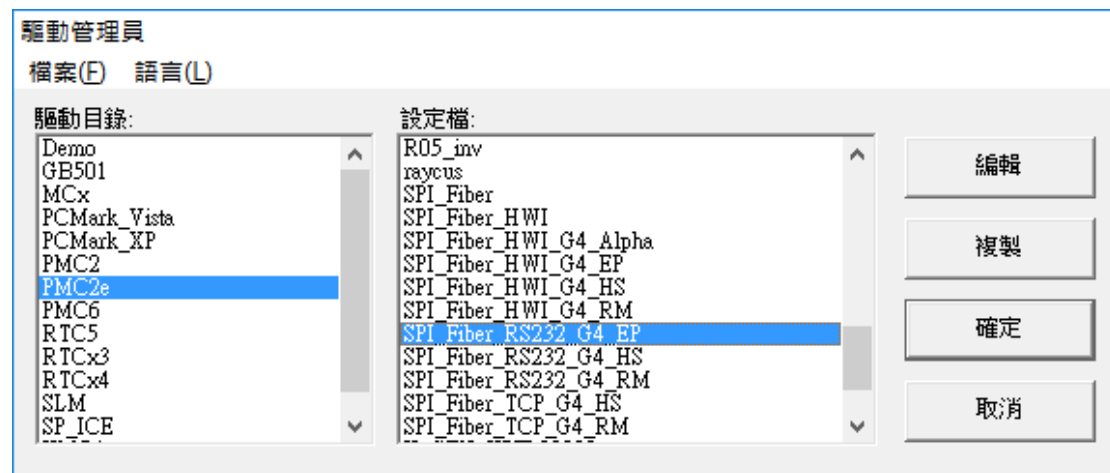 驅動管理員
檔案(F) 語言(L)
驅動目錄:
Demo
GB501
MCx
PCMark_Vista
PCMark_XP
PMC2
PMC2e
PMC6
RTC5
RTCx3
RTCx4
SLM
SP_ICE
設定檔:
R05_inv
raycus
SPI_Fiber
SPI_Fiber_HWI
SPI_Fiber_HWI_G4_Alpha
SPI_Fiber_HWI_G4_EP
SPI_Fiber_HWI_G4_HS
SPI_Fiber_HWI_G4_RM
SPI_Fiber_RS232_G4_EP
SPI_Fiber_RS232_G4_HS
SPI_Fiber_RS232_G4_RM
SPI_Fiber_TCP_G4_HS
SPI_Fiber_TCP_G4_RM
編輯
複製
確定
取消